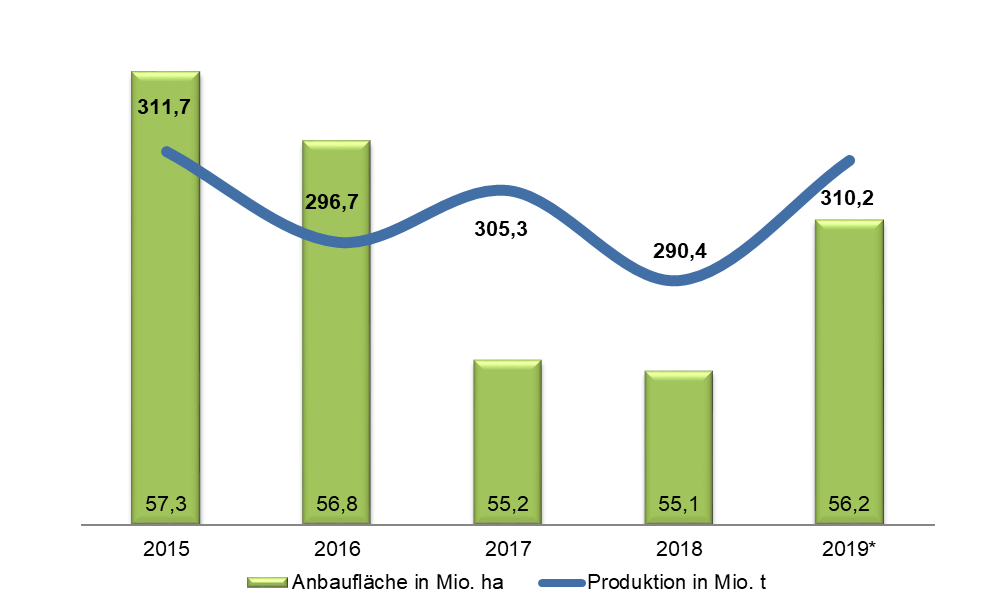 311,7
296,7
305,3
290,4
310,2
57,3 56,8 55,2 55,1 56,2
2015 2016 2017 2018 2019*
Anbaufläche in Mio. ha Produktion in Mio. t